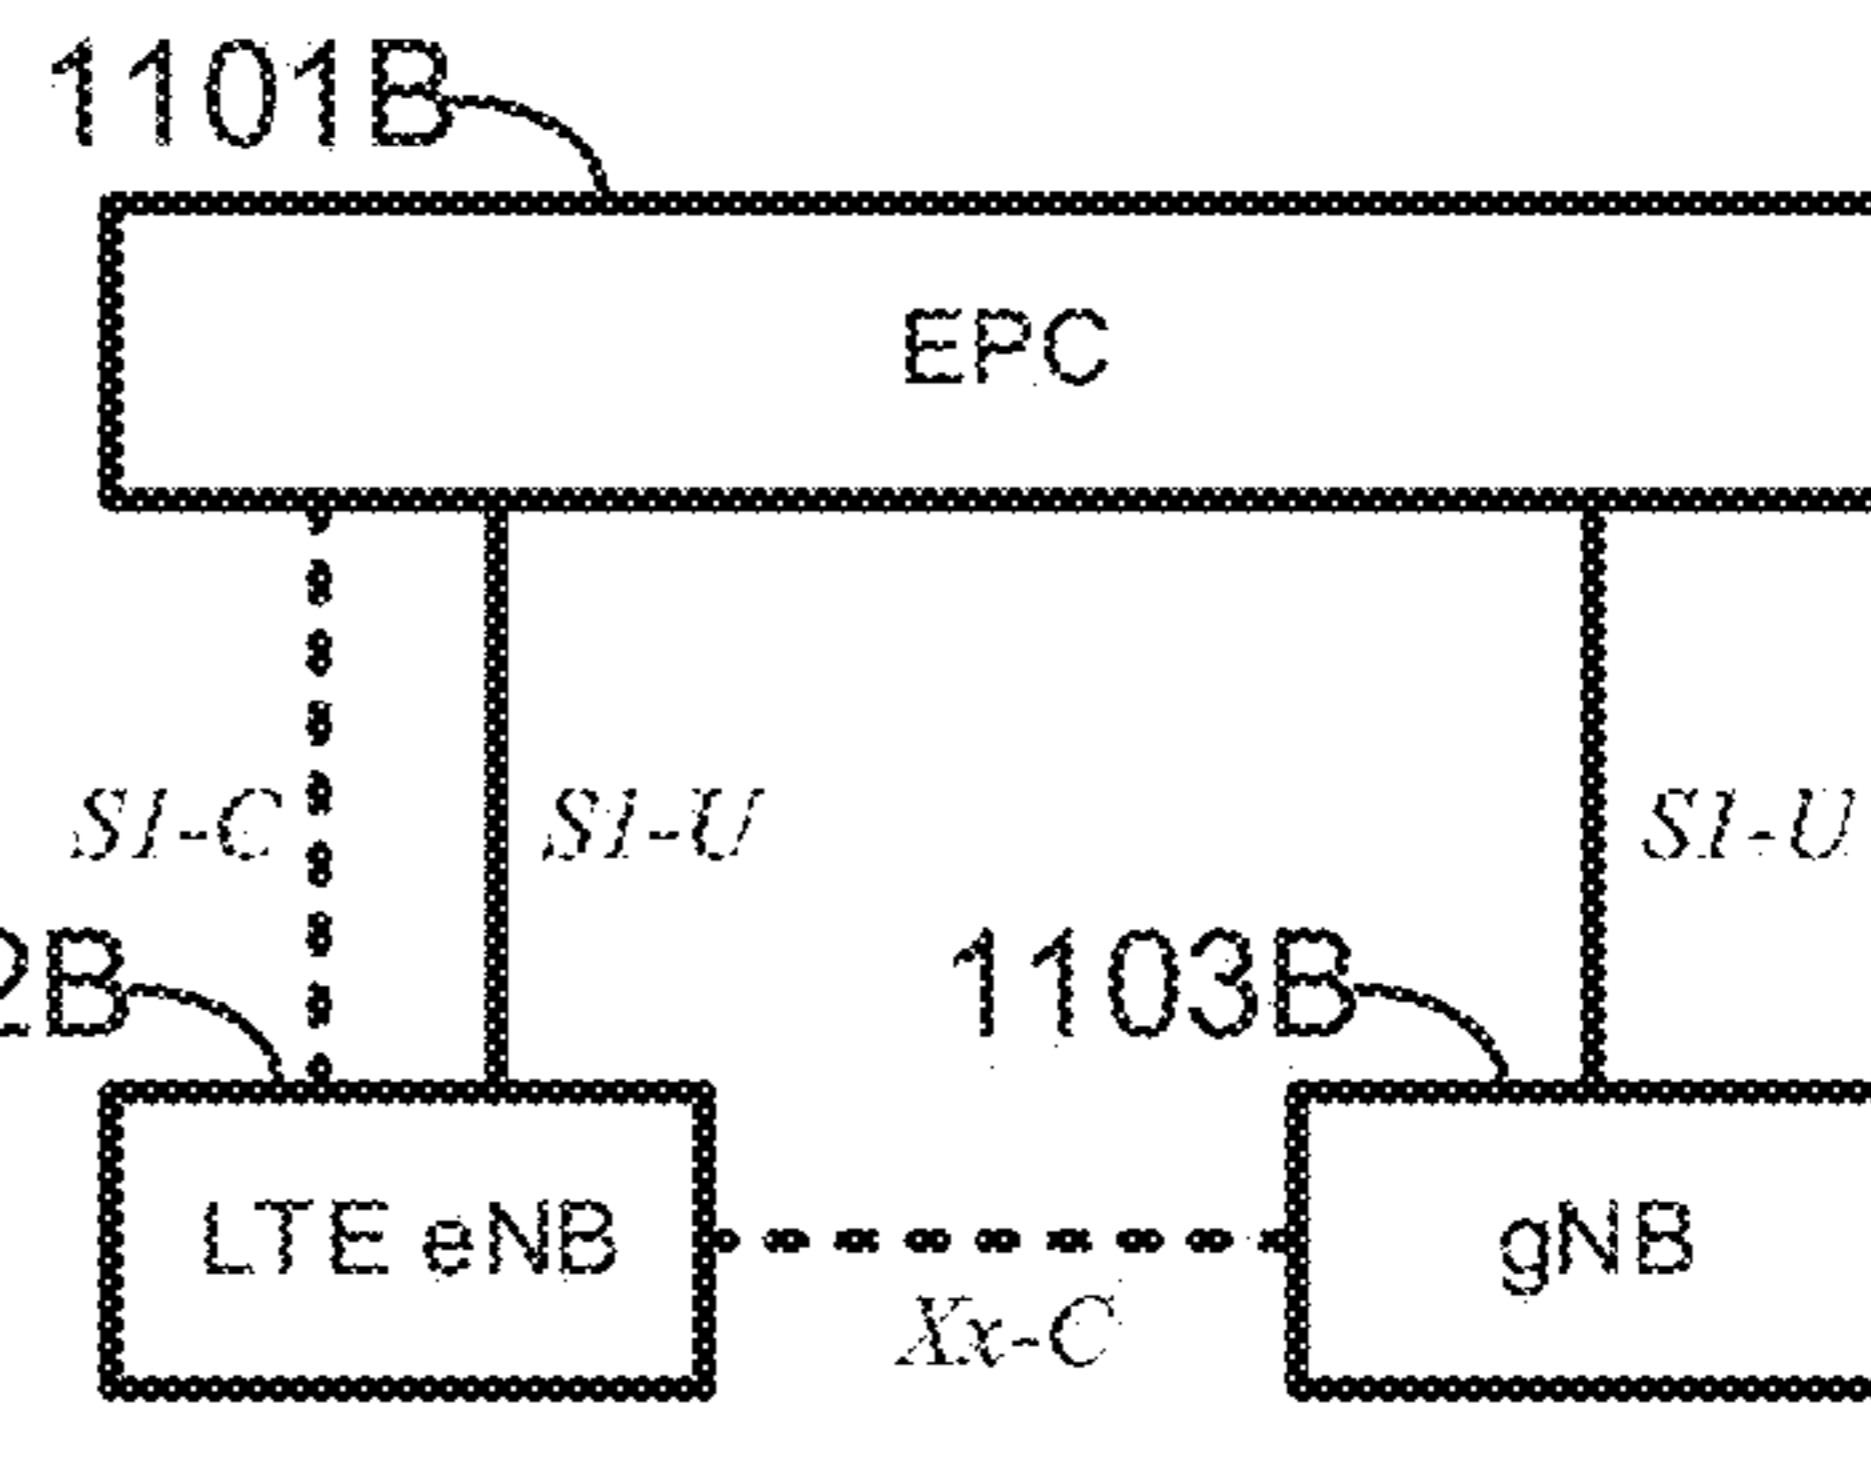 1101B
EPC
S1-C S1-U S1-U
2B 1103B
LTE eNB gNB
Xx-C